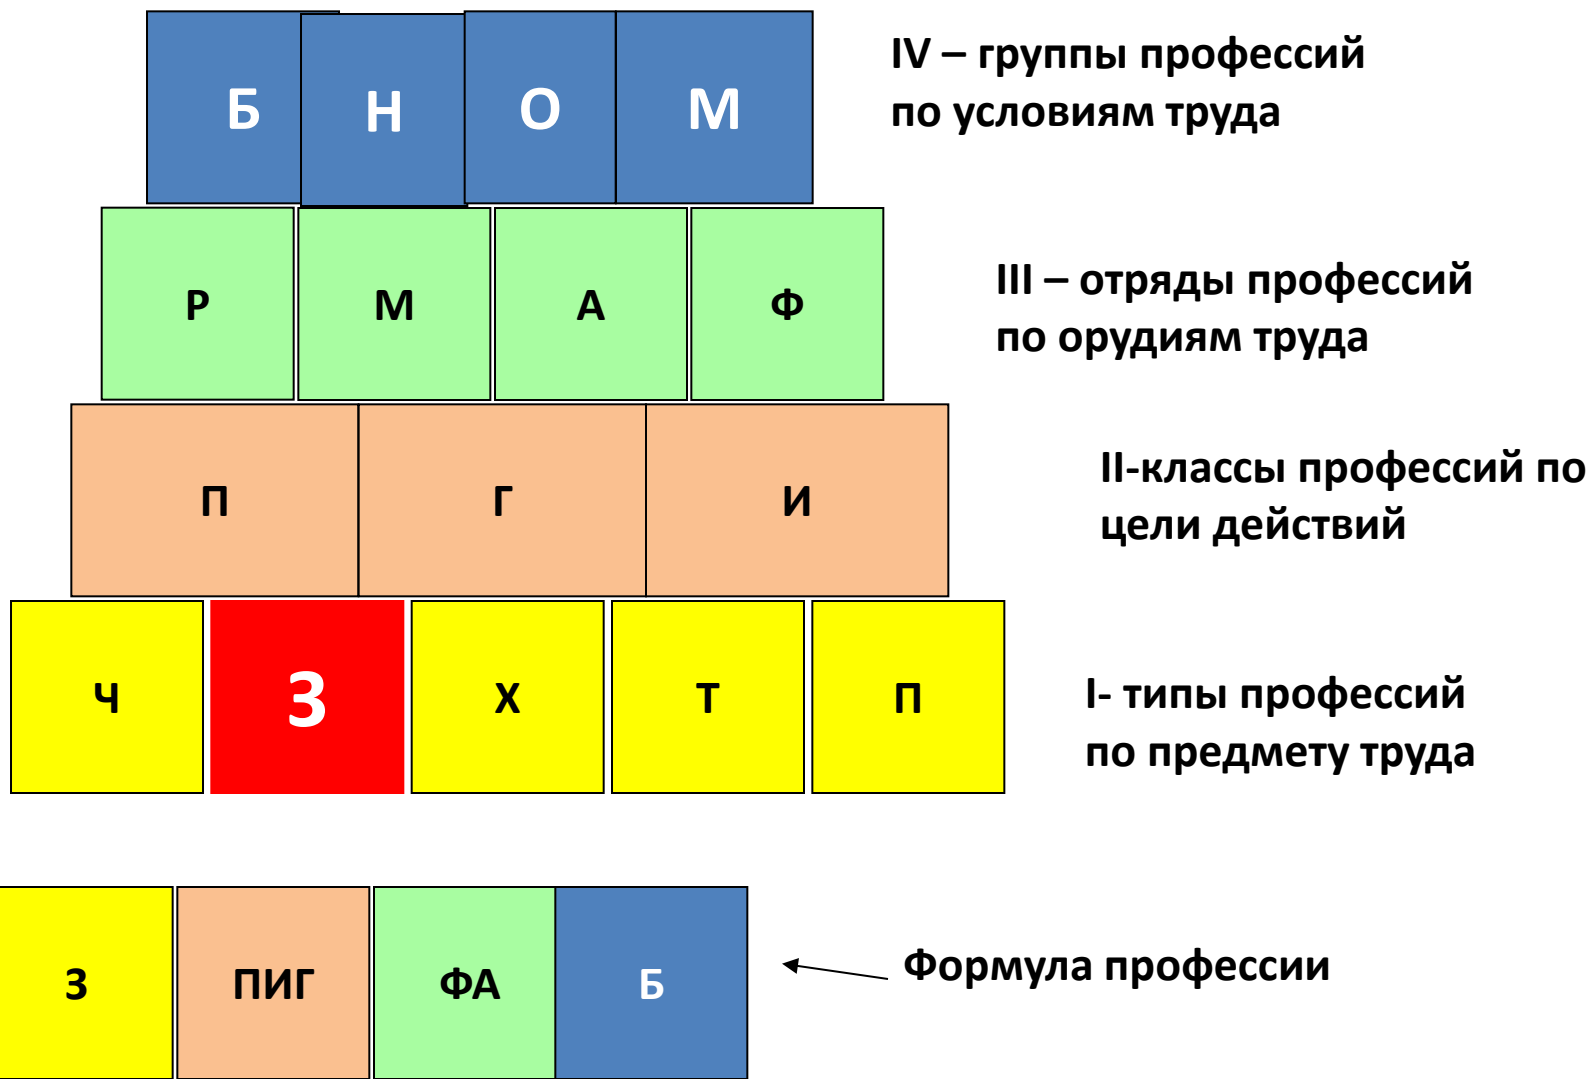 Б Н О М
IV – группы профессий
по условиям труда
Р М А Ф
III – отряды профессий
по орудиям труда
П Г И
II-классы профессий по
цели действий
Ч З Х Т П
I- типы профессий
по предмету труда
З ПИГ ФА Б
Формула профессии